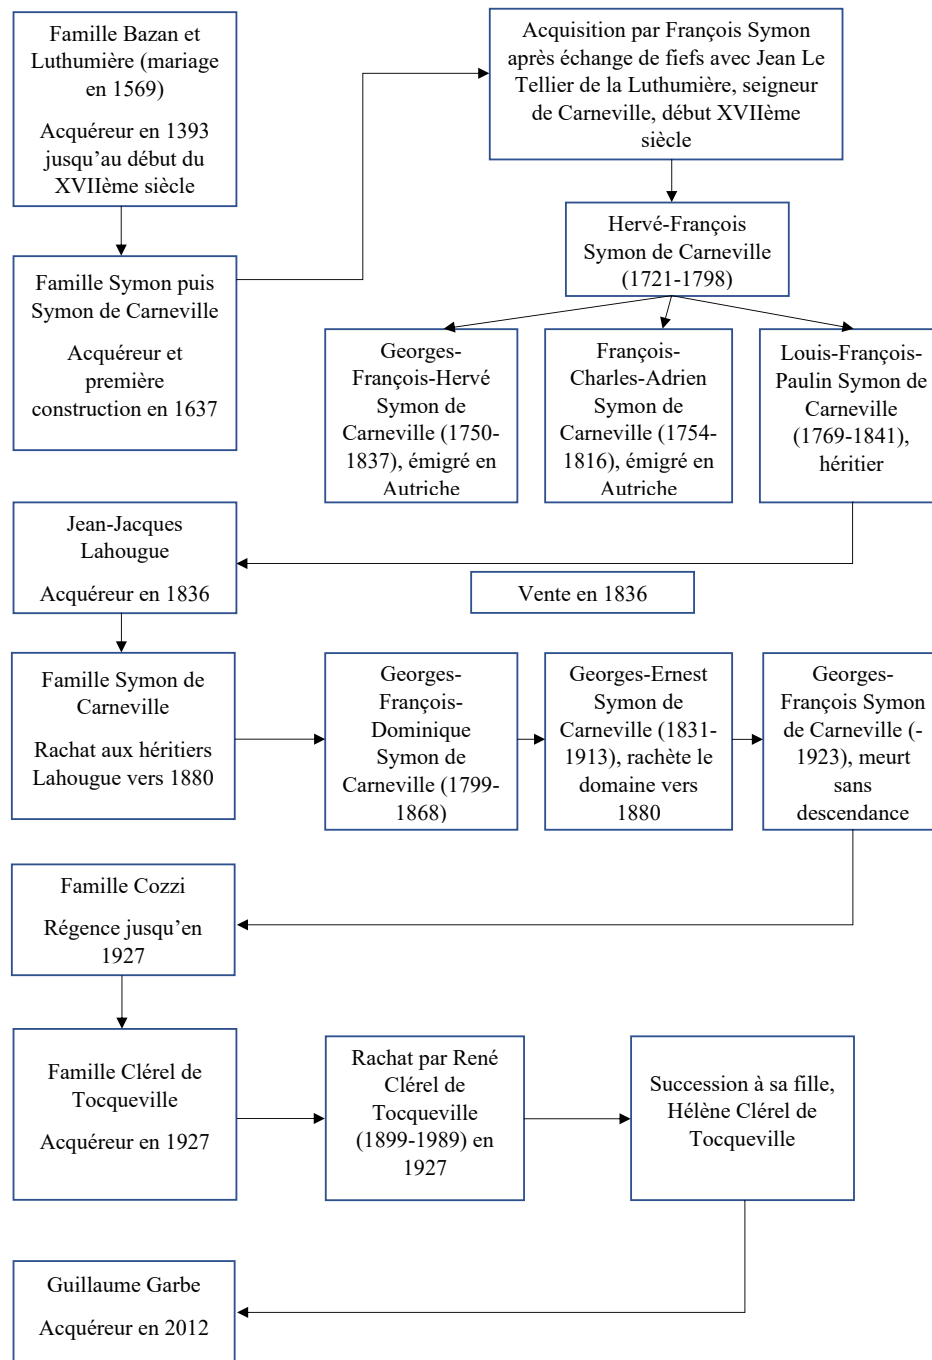 Famille Bazan et
Luthumière (mariage
en 1569)
Acquéreur en 1393
jusqu'au début du
XVIIème siècle
Acquisition par François Symon
après échange de fiefs avec Jean Le
Tellier de la Luthumière, seigneur
de Carneville, début XVIIème
siècle
Hervé-François
Symon de Carneville
(1721-1798)
Famille Symon puis
Symon de Carneville
Acquéreur et
première
construction en 1637
Georges-
François-Hervé
Symon de
Carneville (1750-
1837), émigré en
Autriche
François-
Charles-Adrien
Symon de
Carneville (1754-
1816), émigré en
Autriche
Louis-François-
Paulin Symon de
Carneville
(1769-1841),
héritier
Jean-Jacques
Lahougue
Acquéreur en 1836
Vente en 1836
Famille Symon de
Carneville
Rachat aux héritiers
Lahougue vers 1880
Georges-
François-
Dominique
Symon de
Carneville (1799-
1868)
Georges-Ernest
Symon de
Carneville (1831-
1913), rachète le
domaine vers
1880
Georges-
François Symon
de Carneville (-
1923), meurt
sans
descendance
Famille Cozzi
Régence jusqu'en
1927
Famille Clérel de
Tocqueville
Acquéreur en 1927
Rachat par René
Clérel de
Tocqueville
(1899-1989) en
1927
Succession à sa fille,
Hélène Clérel de
Tocqueville
Guillaume Garbe
Acquéreur en 2012